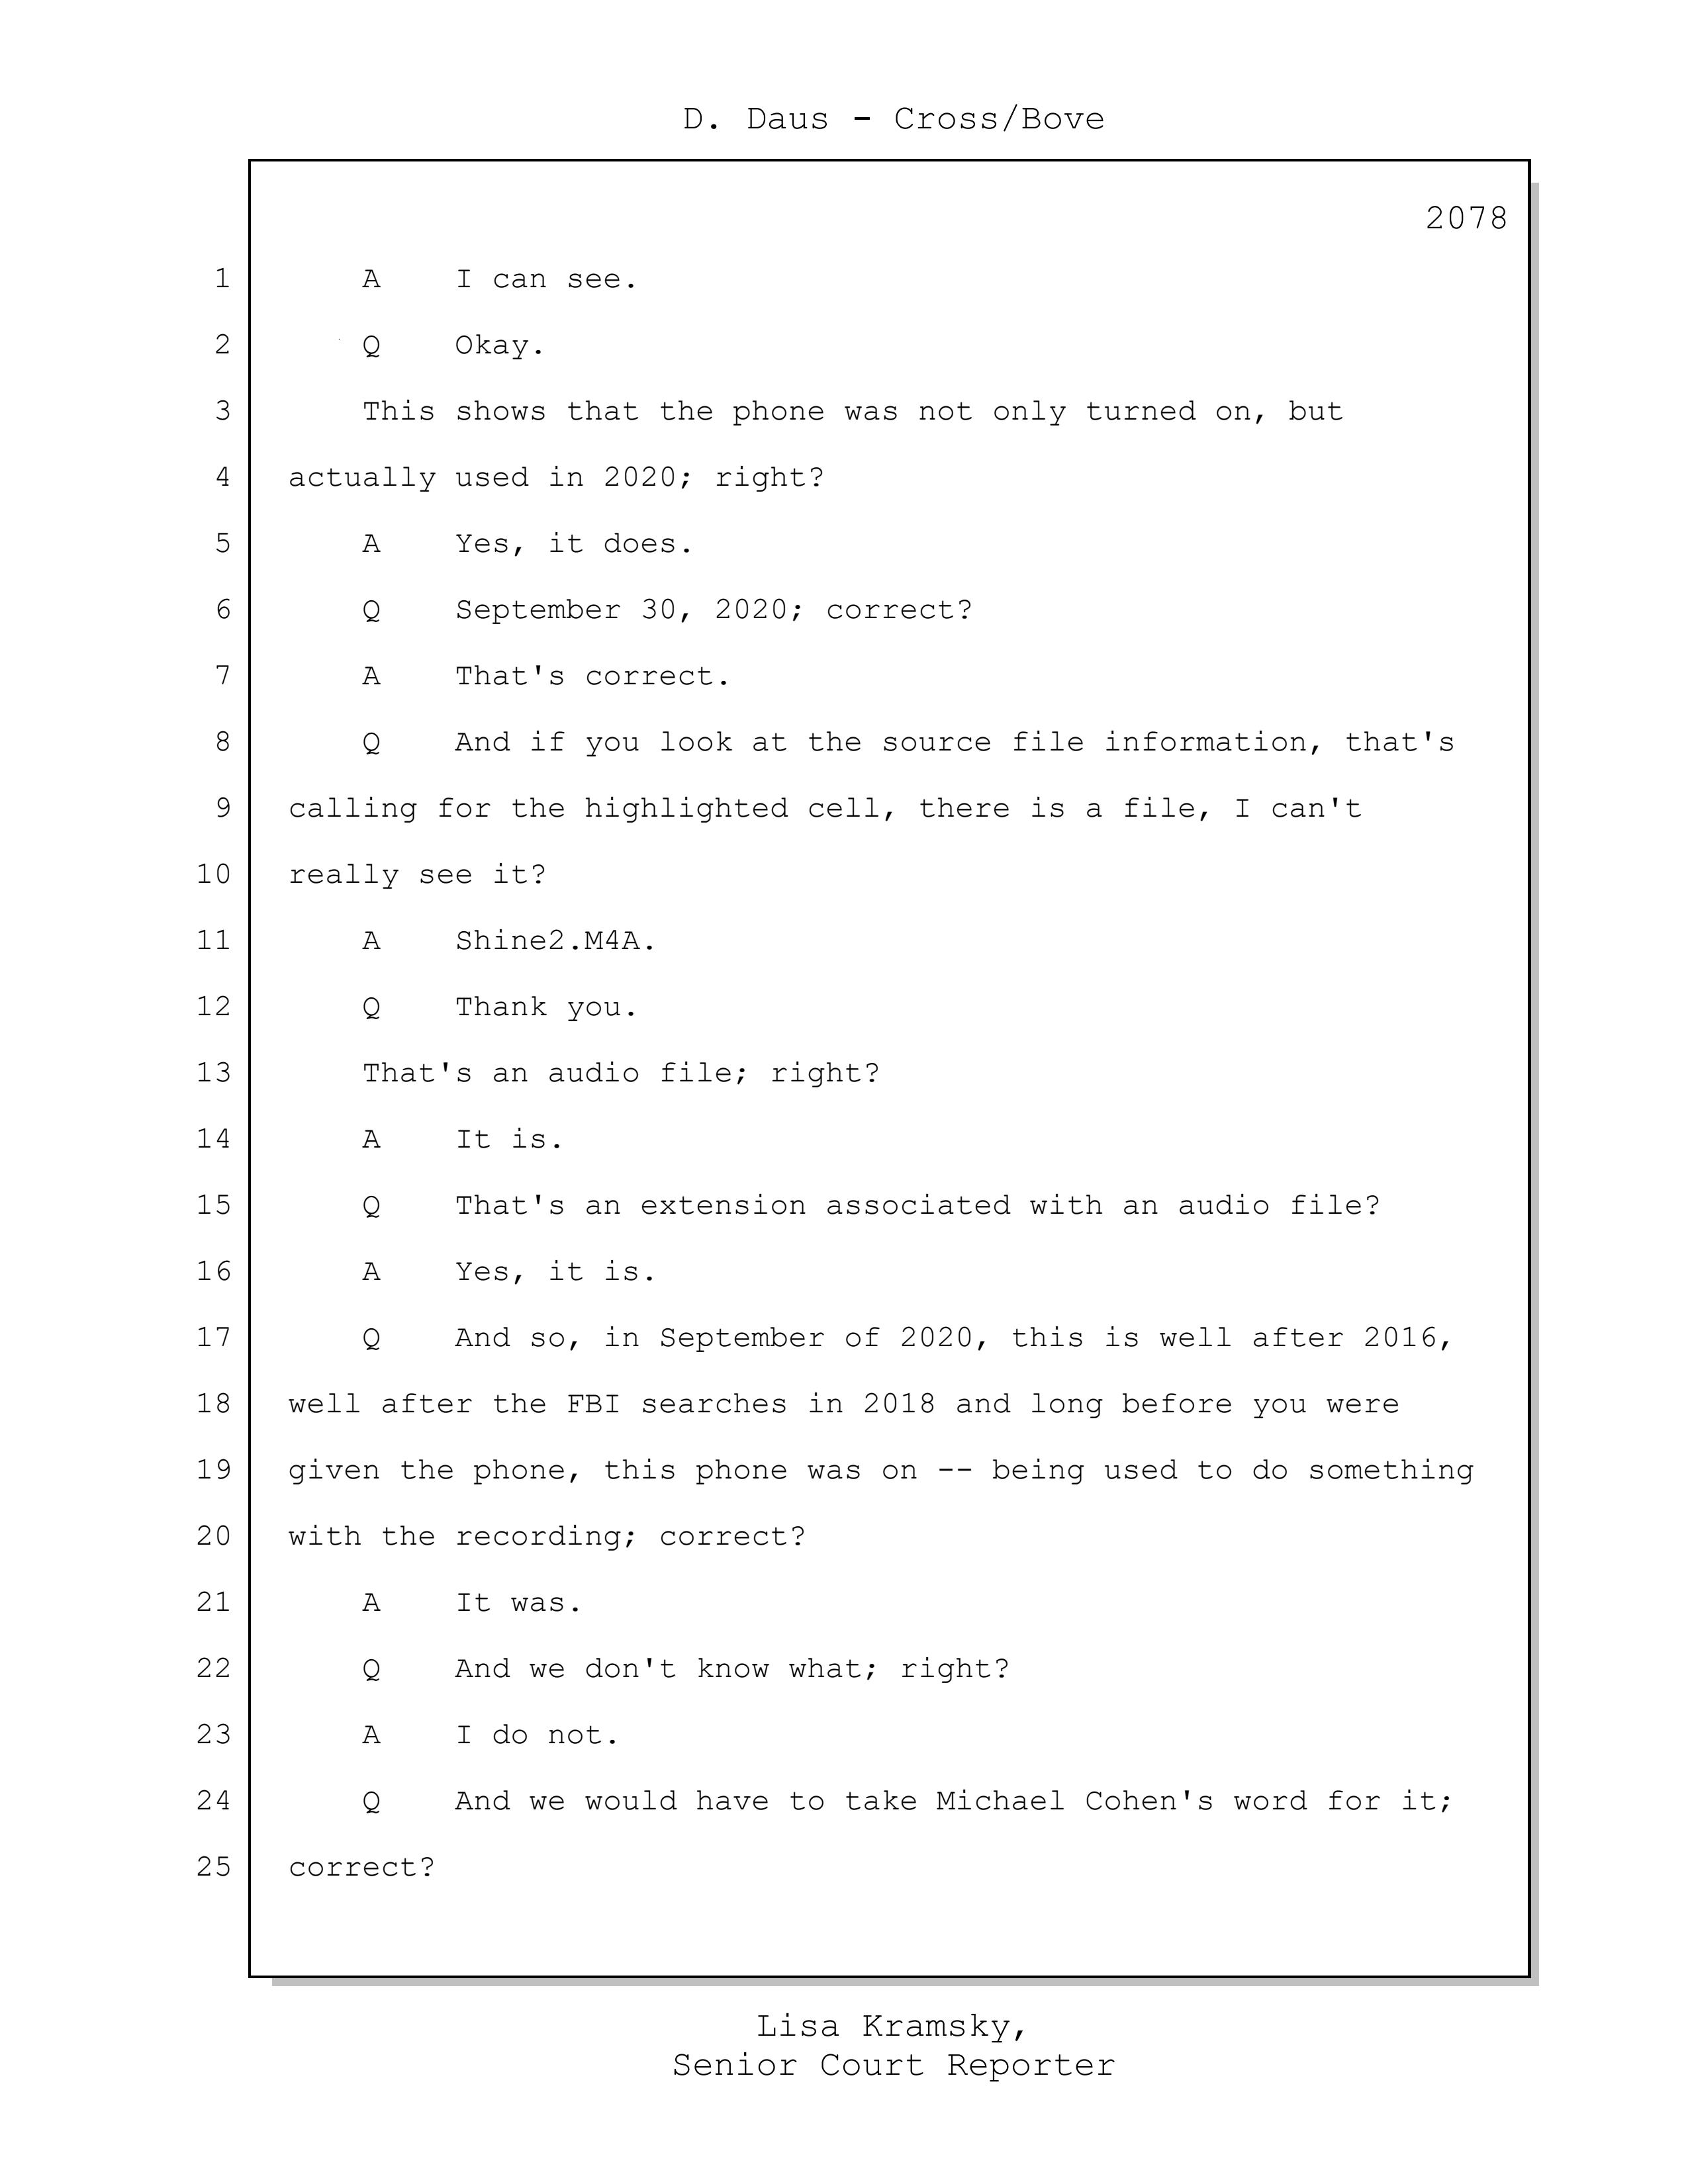 D. Daus - Cross/Bove
2078
1 A I can see.
2 Q Okay.
3 This shows that the phone was not only turned on, but
4 actually used in 2020; right?
5 A Yes, it does.
6 Q September 30, 2020; correct?
7 A That's correct.
8 Q And if you look at the source file information, that's
9 calling for the highlighted cell, there is a file, I can't
10 really see it?
11 A Shine2.M4A.
12 Q Thank you.
13 That's an audio file; right?
14 A It is.
15 Q That's an extension associated with an audio file?
16 A Yes, it is.
17 Q And so, in September of 2020, this is well after 2016,
18 well after the FBI searches in 2018 and long before you were
19 given the phone, this phone was on -- being used to do something
20 with the recording; correct?
21 A It was.
22 Q And we don't know what; right?
23 A I do not.
24 Q And we would have to take Michael Cohen's word for it;
25 correct?
Lisa Kramsky,
Senior Court Reporter